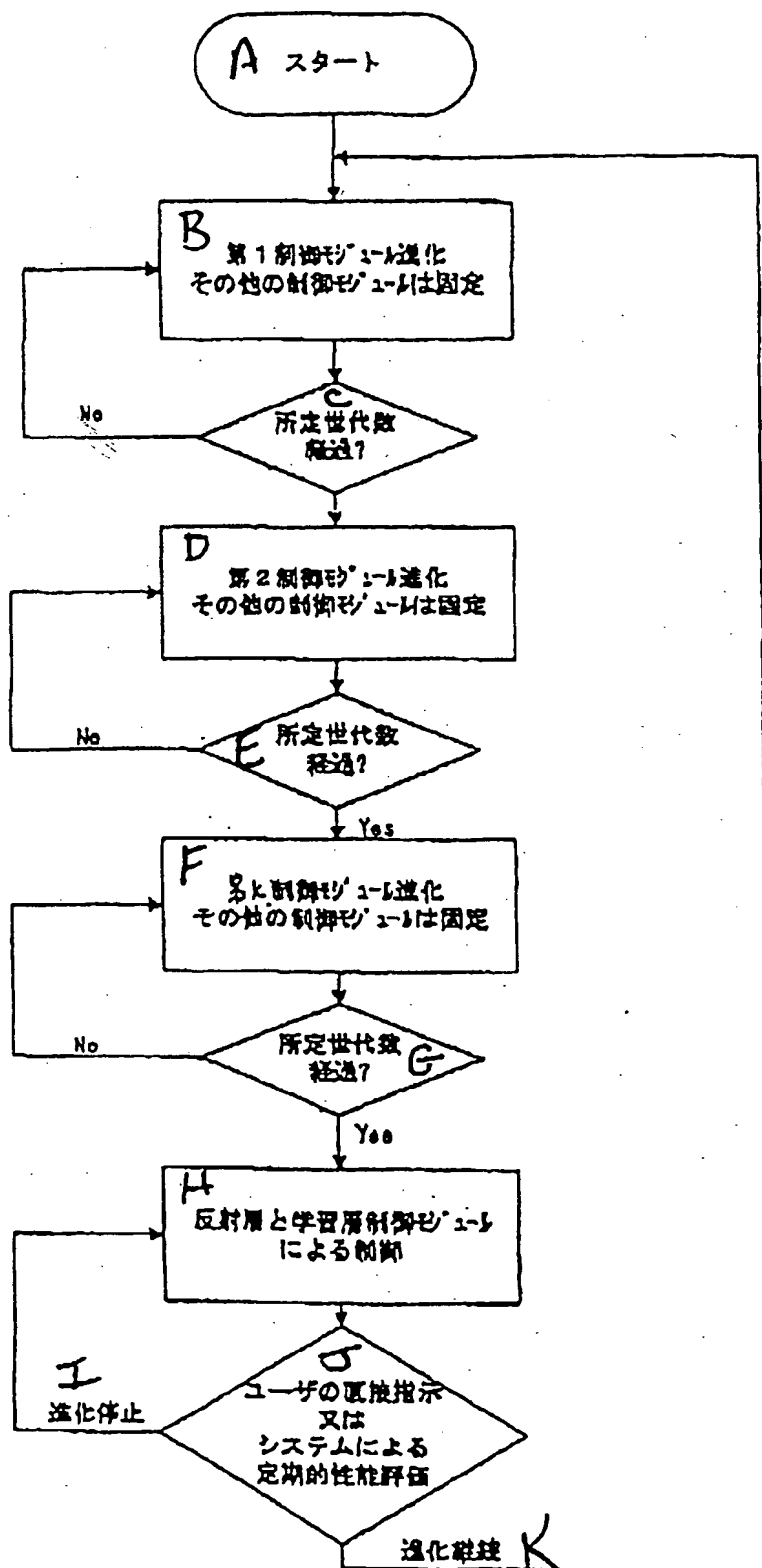 A スタート
B
第1制御モジュール進化
その他の制御モジュールは固定
C
所定世代数
経過?
No
D
第2制御モジュール進化
その他の制御モジュールは固定
E 所定世代数
経過?
No
Yes
F
第k制御モジュール進化
その他の制御モジュールは固定
所定世代数
経過? G
No
Yes
H
反射層と学習層制御モジュール
による制御
I
進化停止
J
ユーザの直接指示
又は
システムによる
定期的性能評価
進化継続 K